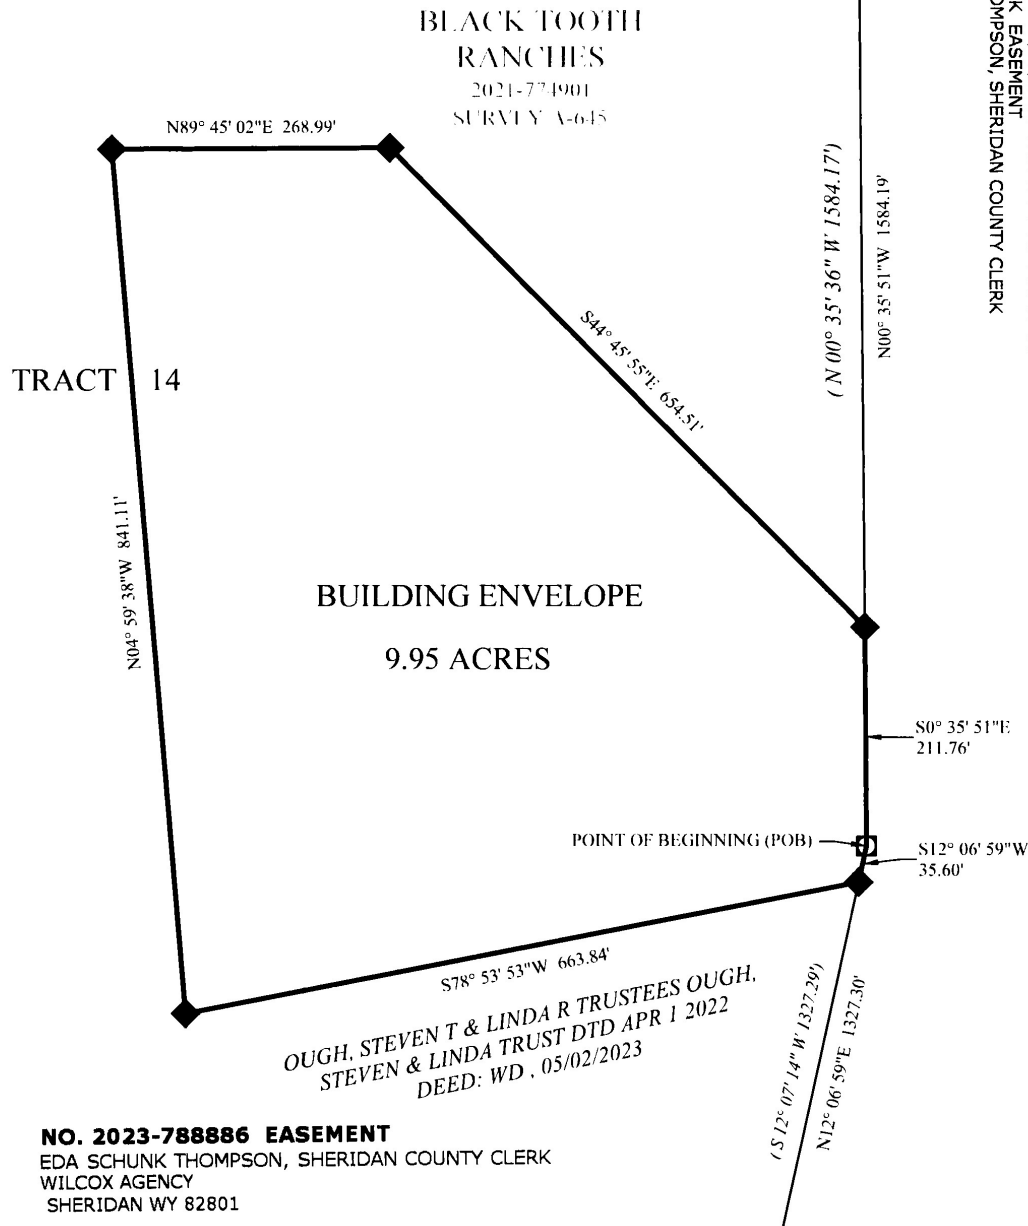 BLACK TOOTH
RANCHES
2021-774901
SURVEY A-645
K EASEMENT
OMPSON, SHERIDAN COUNTY CLERK
N89° 45' 02"E 268.99'
( N 00° 35' 36" W 1584.17')
N00° 35' 51"W 1584.19'
S44° 45' 55"E 654.51'
TRACT 14
N04° 59' 38"W 841.11'
BUILDING ENVELOPE
9.95 ACRES
S0° 35' 51"E
211.76'
POINT OF BEGINNING (POB)
S12° 06' 59"W
35.60'
S78° 53' 53"W 663.84'
OUGH, STEVEN T & LINDA R TRUSTEES OUGH,
STEVEN & LINDA TRUST DTD APR 1 2022
DEED: WD , 05/02/2023
( S 12° 07' 14" W 1327.29')
N12° 06' 59"E 1327.30'
NO. 2023-788886 EASEMENT
EDA SCHUNK THOMPSON, SHERIDAN COUNTY CLERK
WILCOX AGENCY
SHERIDAN WY 82801